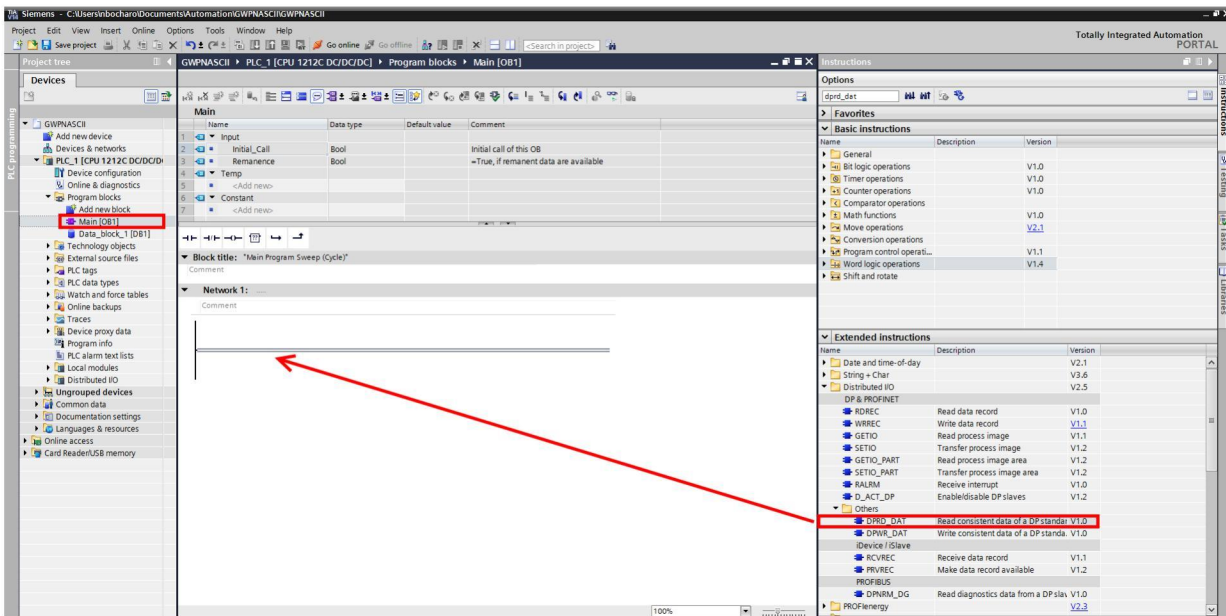 Siemens - C:\Users\nbocharo\Documents\Automation\GWPNASCII\GWPNASCII
Project Edit View Insert Online Options Tools Window Help
Save project Go online Go offline <Search in project>
Totally Integrated Automation
PORTAL
Project tree
GWPNASCII PLC_1 [CPU 1212C DC/DC/DC] Program blocks Main [OB1]
Instructions
Devices
PLC programming
GWPNASCII
Add new device
Devices & networks
PLC_1 [CPU 1212C DC/DC/D
Device configuration
Online & diagnostics
Program blocks
Add new block
Main [OB1]
Data_block_1 [DB1]
Technology objects
External source files
PLC tags
PLC data types
Watch and force tables
Online backups
Traces
Device proxy data
Program info
PLC alarm text lists
Local modules
Distributed I/O
Ungrouped devices
Common data
Documentation settings
Languages & resources
Online access
Card Reader/USB memory
Main
Name Data type Default value Comment
1 Input
2 Initial_Call Bool Initial call of this OB
3 Remanence Bool =True, if remanent data are available
4 Temp
5 <Add new>
6 Constant
7 <Add new>
Block title: "Main Program Sweep (Cycle)"
Comment
Network 1: ......
Comment
100%
Options
dprd_dat
Favorites
Basic instructions
Name Description Version
General
Bit logic operations V1.0
Timer operations V1.0
Counter operations V1.0
Comparator operations
Math functions V1.0
Move operations V2.1
Conversion operations
Program control operati... V1.1
Word logic operations V1.4
Shift and rotate
Extended instructions
Name Description Version
Date and time-of-day V2.1
String + Char V3.6
Distributed I/O V2.5
DP & PROFINET
RDREC Read data record V1.0
WRREC Write data record V1.1
GETIO Read process image V1.1
SETIO Transfer process image V1.2
GETIO_PART Read process image area V1.2
SETIO_PART Transfer process image area V1.2
RALRM Receive interrupt V1.0
D_ACT_DP Enable/disable DP slaves V1.2
Others
DPRD_DAT Read consistent data of a DP standar V1.0
DPWR_DAT Write consistent data of a DP standa. V1.0
iDevice / iSlave
RCVREC Receive data record V1.1
PRVREC Make data record available V1.2
PROFIBUS
DPNRM_DG Read diagnostics data from a DP slav V1.0
PROFIenergy V2.3
Instructions
Testing
Tasks
Libraries